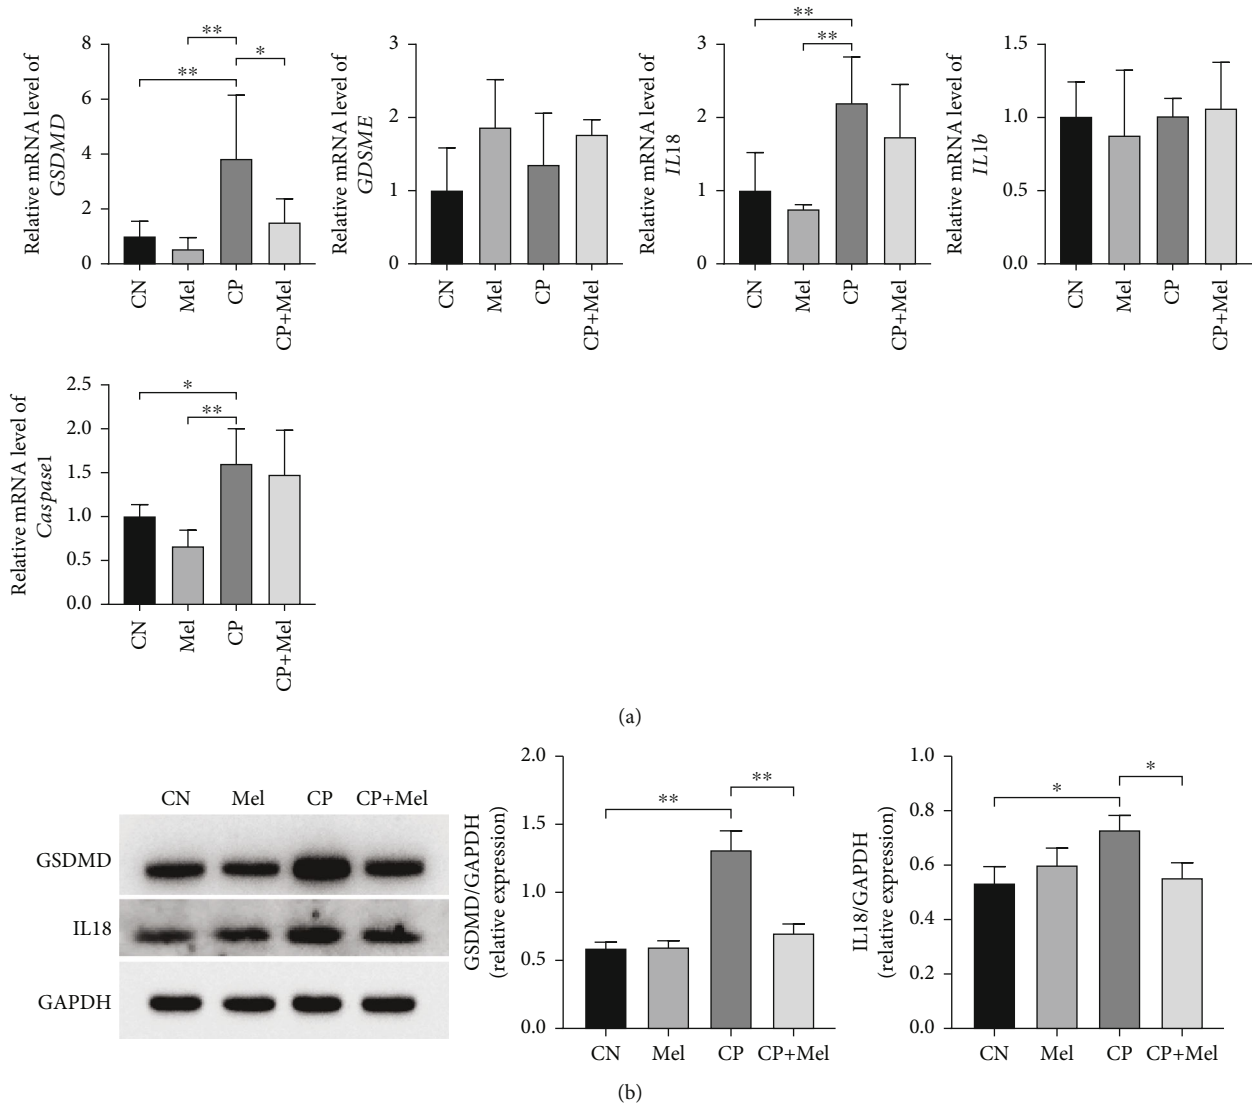 Relative mRNA level of
GSDMD
8
6
4
2
0
**
*
**
CN
Mel
CP
CP+Mel
Relative mRNA level of
GDSME
3
2
1
0
CN
Mel
CP
CP+Mel
Relative mRNA level of
IL18
3
2
1
0
**
**
CN
Mel
CP
CP+Mel
Relative mRNA level of
IL1b
1.5
1.0
0.5
0.0
CN
Mel
CP
CP+Mel
Relative mRNA level of
Caspase1
2.5
2.0
1.5
1.0
0.5
0.0
*
**
CN
Mel
CP
CP+Mel
(a)
CN Mel CP CP+Mel
GSDMD
IL18
GAPDH
GSDMD/GAPDH
(relative expression)
2.0
1.5
1.0
0.5
0.0
**
**
CN Mel CP CP+Mel
IL18/GAPDH
(relative expression)
1.0
0.8
0.6
0.4
0.2
0.0
*
*
CN Mel CP CP+Mel
(b)